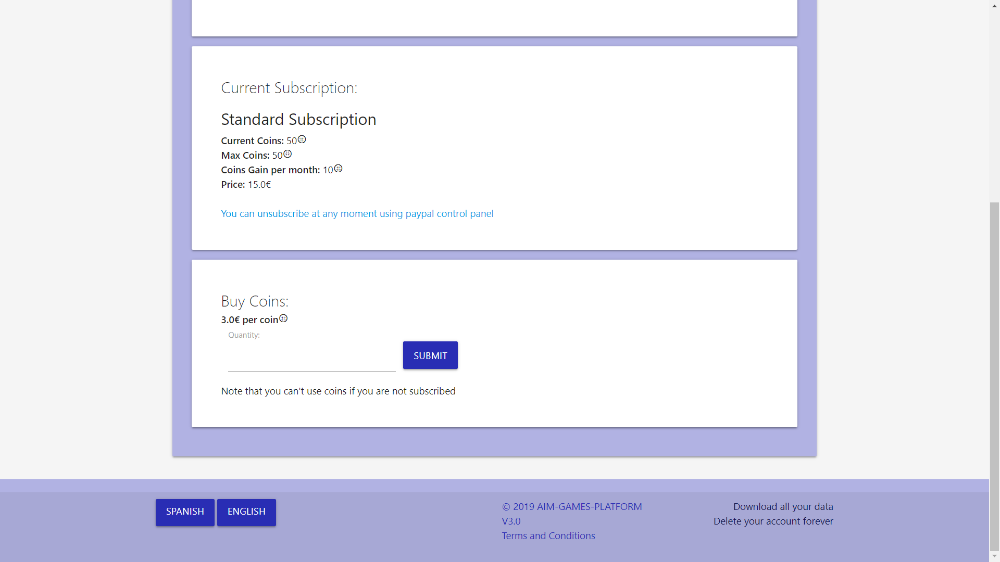 Current Subscription:
Standard Subscription
Current Coins: 50
Max Coins: 50
Coins Gain per month: 10
Price: 15.0€
You can unsubscribe at any moment using paypal control panel
Buy Coins:
3.0€ per coin
Quantity:
SUBMIT
Note that you can't use coins if you are not subscribed
SPANISH
ENGLISH
© 2019 AIM-GAMES-PLATFORM
V3.0
Terms and Conditions
Download all your data
Delete your account forever